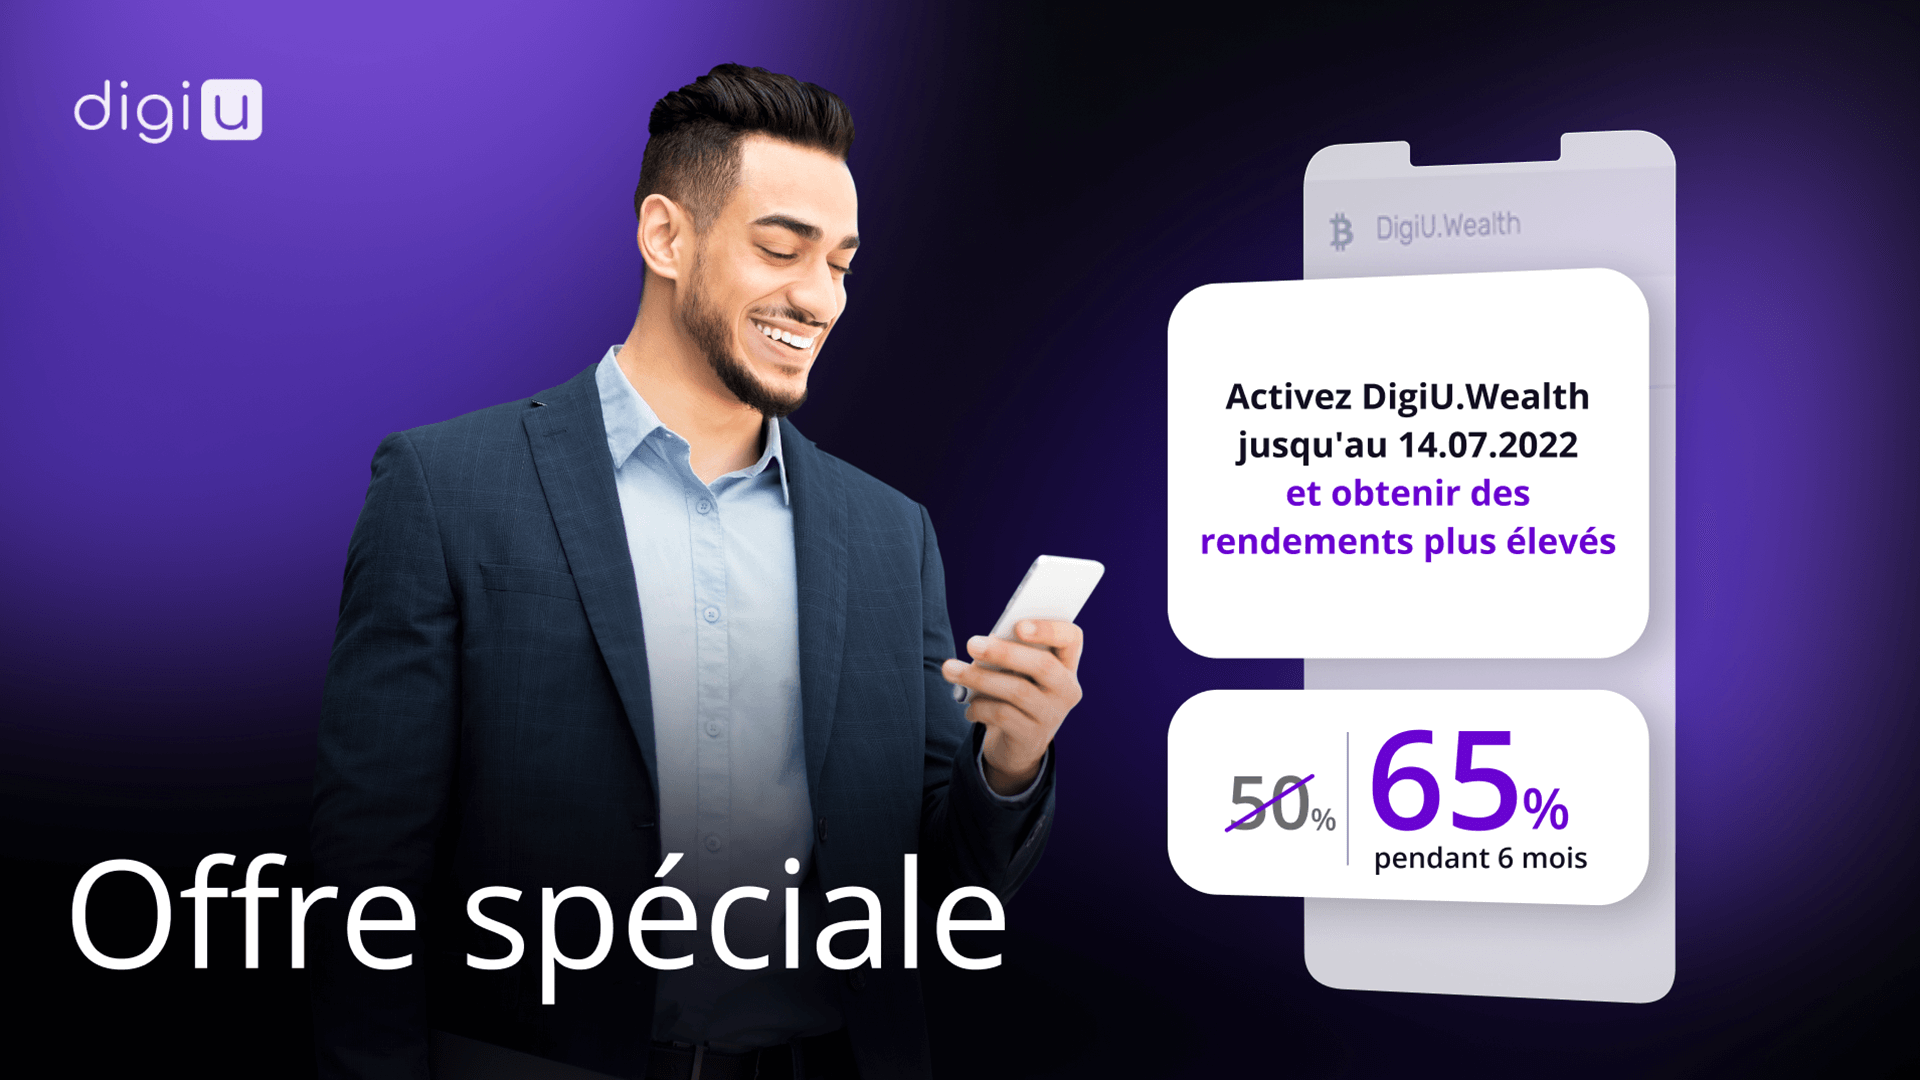 digiU
DigiU.Wealth
Activez DigiU.Wealth
jusqu'au 14.07.2022
et obtenir des
rendements plus élevés
50%
65%
pendant 6 mois
Offre spéciale